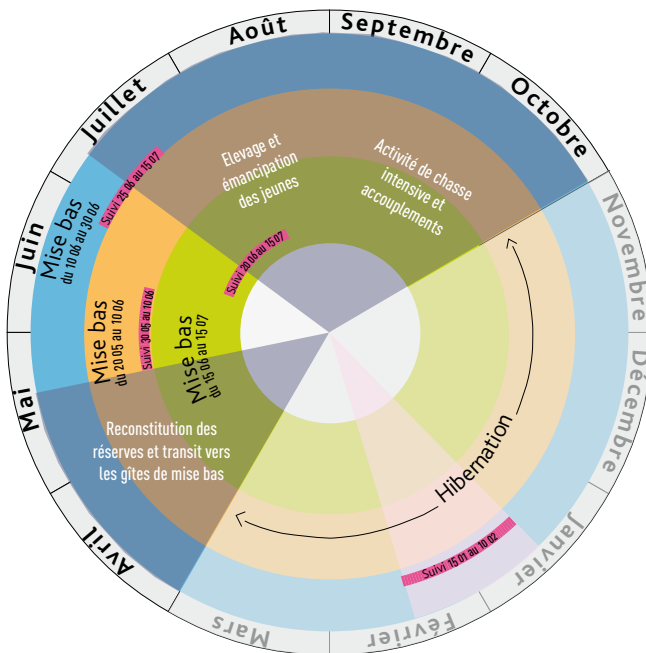 Août
Septembre
Octobre
Novembre
Décembre
Janvier
Février
Mars
Avril
Mai
Juin
Juillet
Elevage et
émancipation
des jeunes
Activité de chasse
intensive et
accouplements
Suivi 25 06 au 15 07
Mise bas
du 10 06 au 30 06
Suivi 20 06 au 15 07
Mise bas
du 20 05 au 10 06
Suivi 30 05 au 10 06
Mise bas
du 15 06 au 15 07
Reconstitution des
réserves et transit vers
les gîtes de mise bas
Hibernation
Suivi 15 01 au 10 02